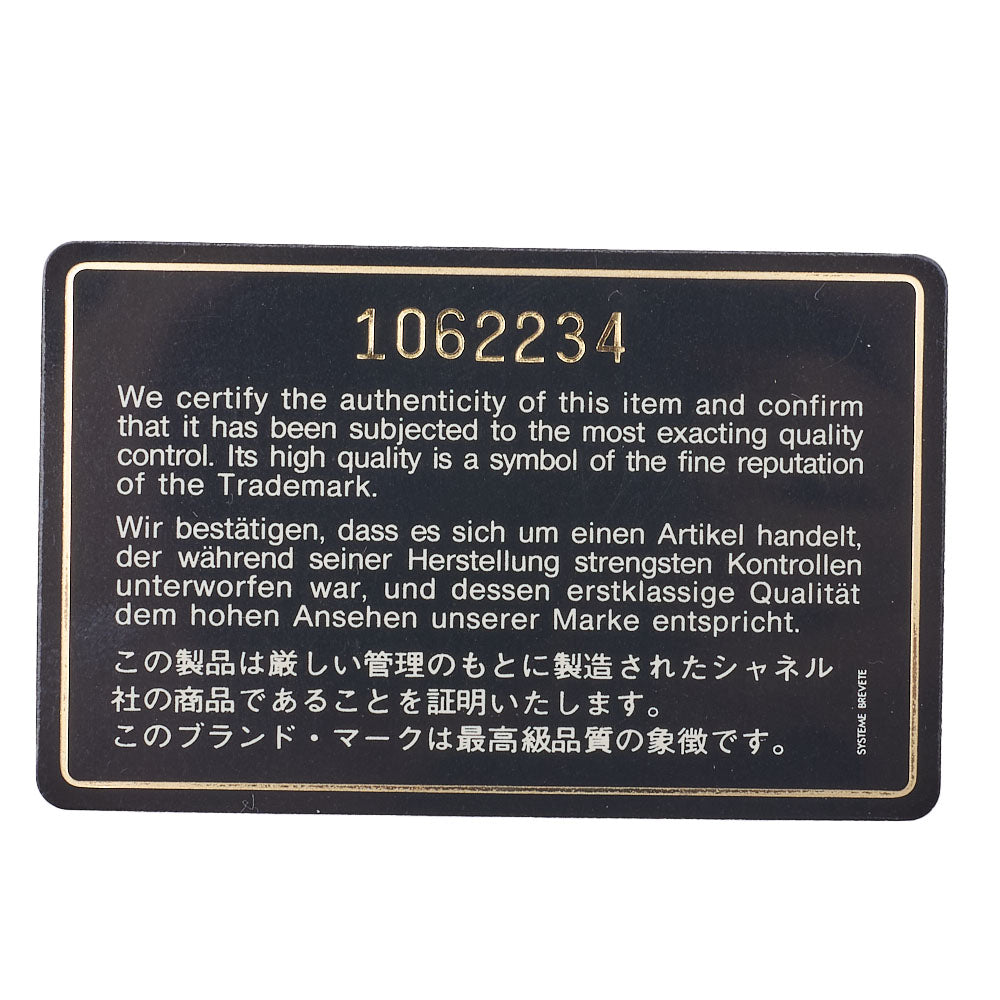 1062234
We certify the authenticity of this item and confirm
that it has been subjected to the most exacting quality
control. Its high quality is a symbol of the fine reputation
of the Trademark.
Wir bestätigen, dass es sich um einen Artikel handelt,
der während seiner Herstellung strengsten Kontrollen
unterworfen war, und dessen erstklassige Qualität
dem hohen Ansehen unserer Marke entspricht.
この製品は厳しい管理のもとに製造されたシャネル
社の商品であることを証明いたします。
このブランド・マークは最高級品質の象徴です。
SYSTEME BREVETE